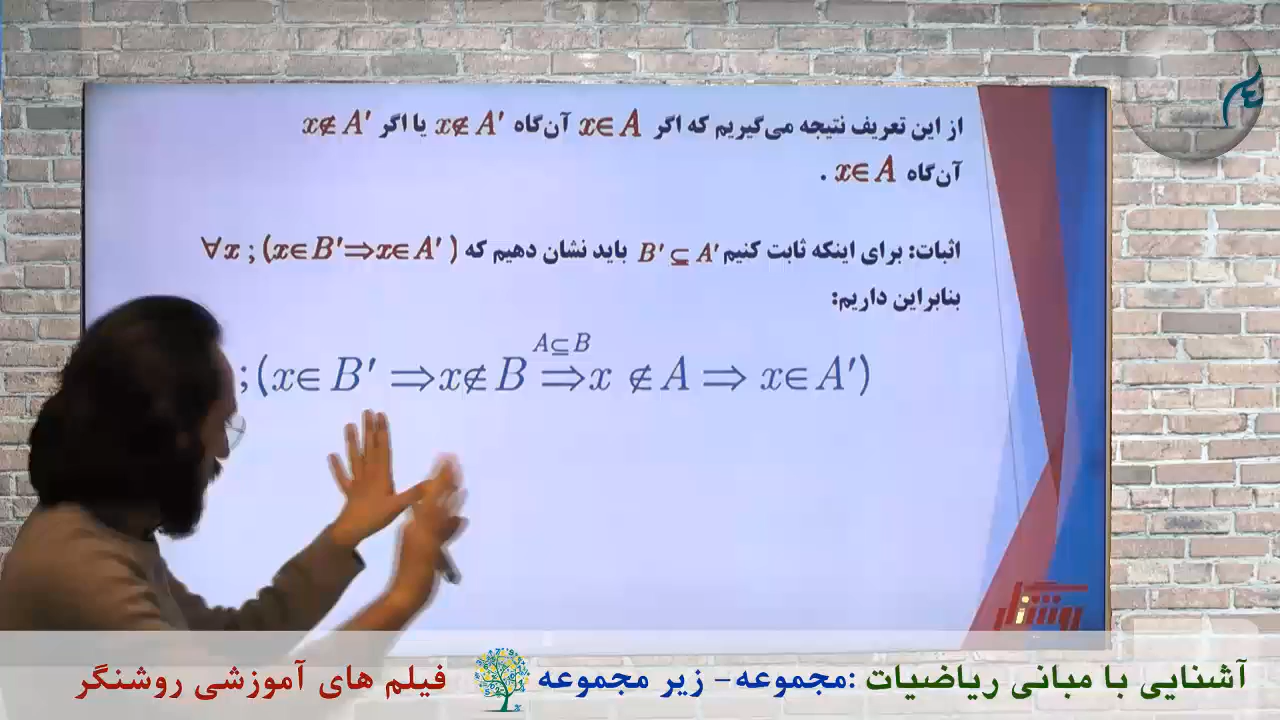 از این تعریف نتیجه می‌گیریم که اگر x∈A آن‌گاه x∉A′ یا اگر x∉A′
آن‌گاه x∈A .
اثبات: برای اینکه ثابت کنیم B′⊆A′ باید نشان دهیم که ∀x ; (x∈B′⇒x∈A′ )
بنابراین داریم:
A⊆B
;(x∈B′ ⇒x∉B ⇒x ∉A⇒ x∈A′)
روشنگر
آشنایی با مبانی ریاضیات :مجموعه- زیر مجموعه فیلم های آموزشی روشنگر